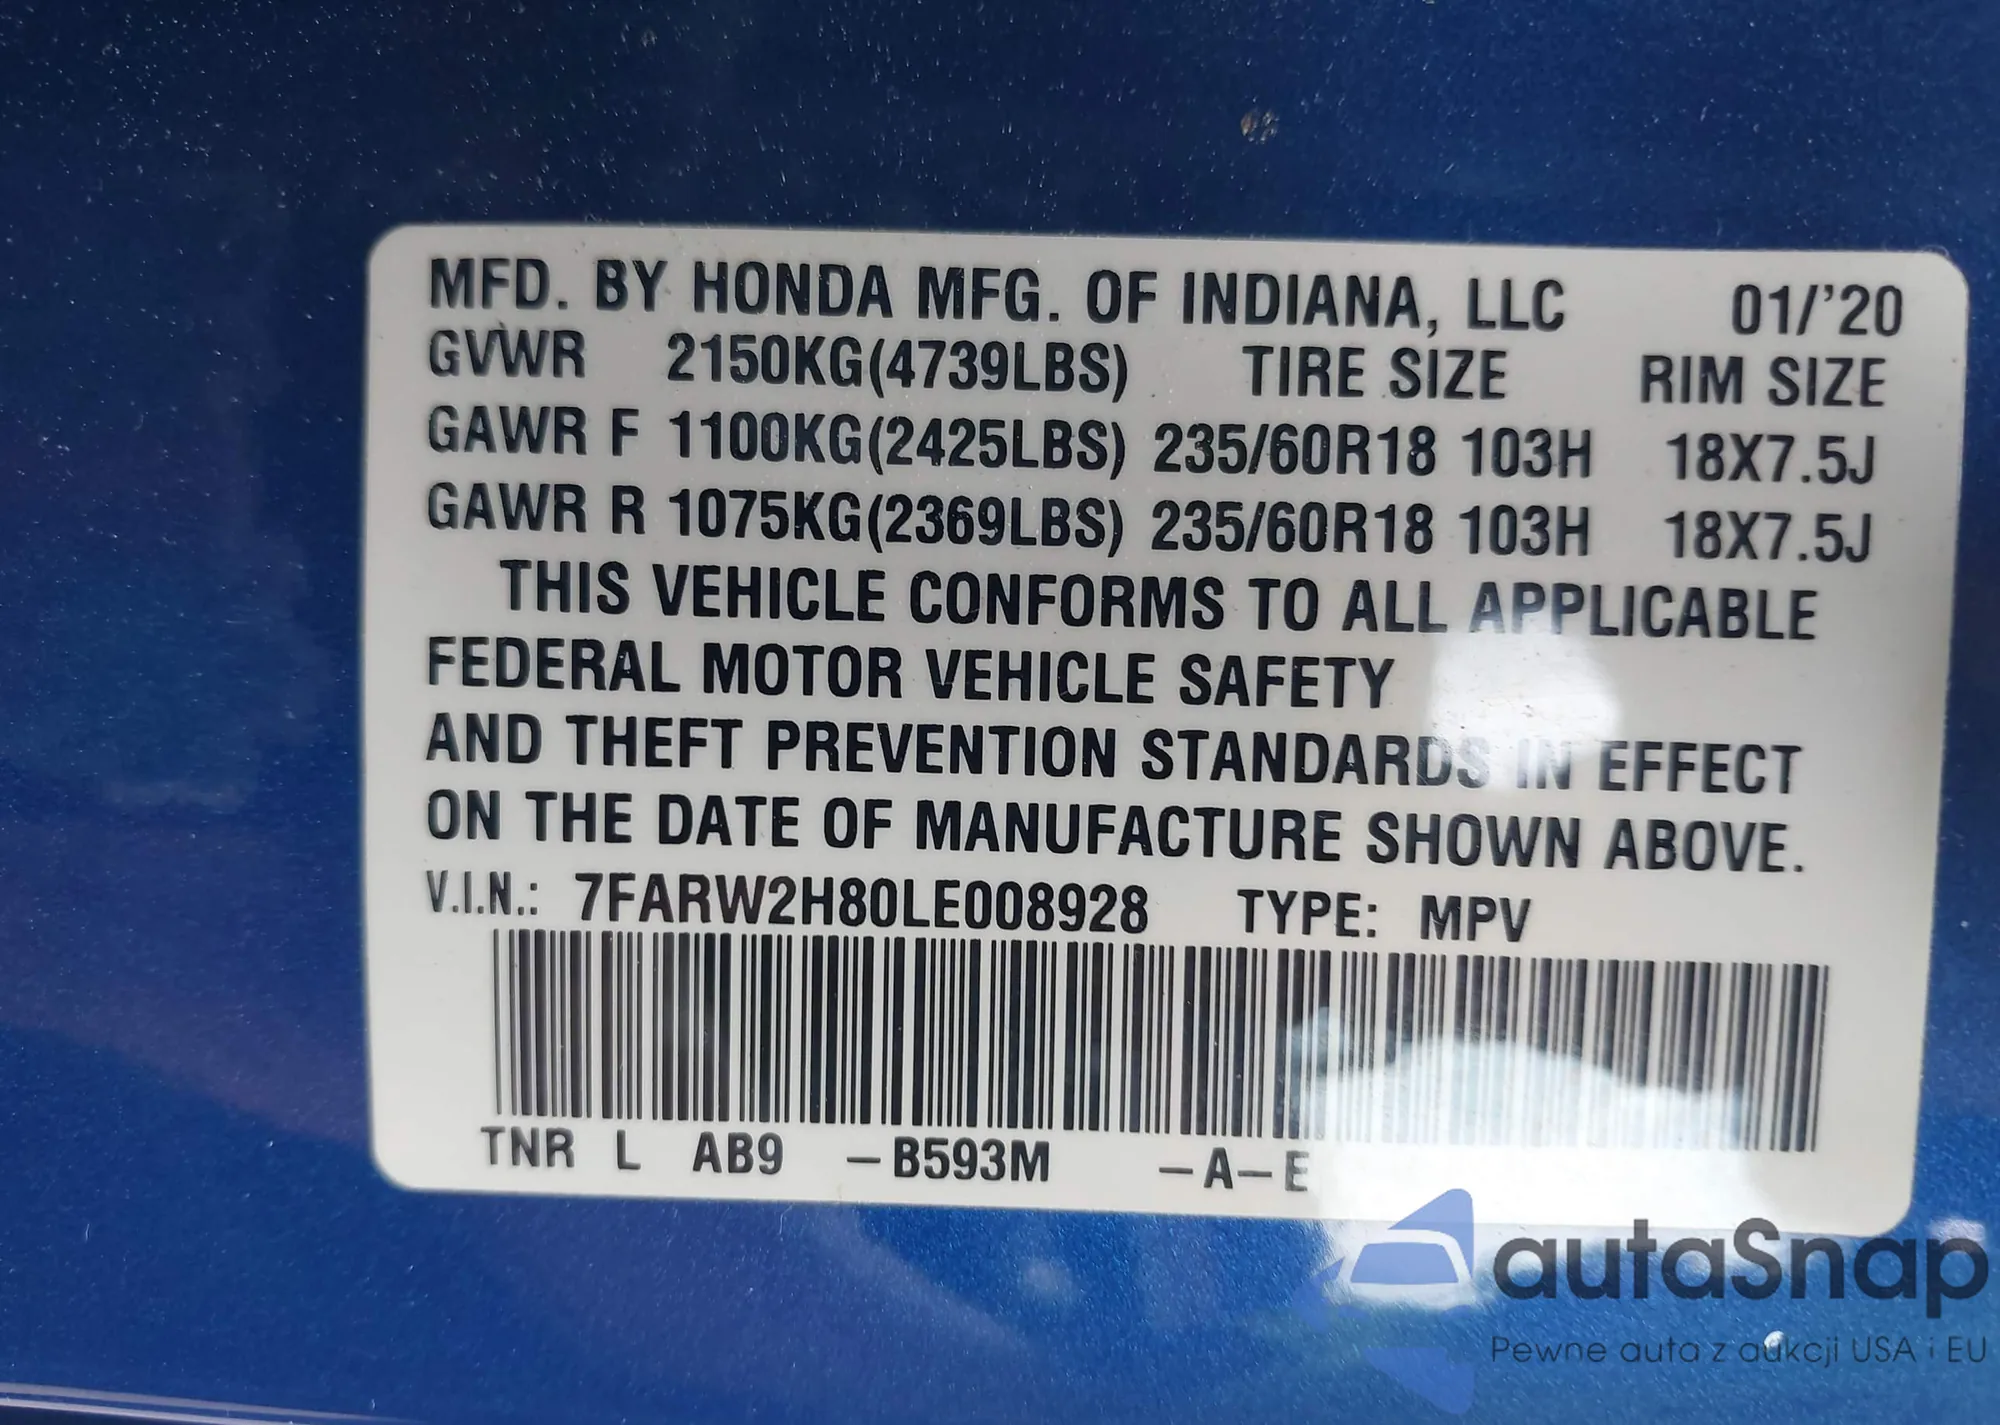 MFD. BY HONDA MFG. OF INDIANA, LLC 01/'20
GVWR 2150KG(4739LBS) TIRE SIZE RIM SIZE
GAWR F 1100KG(2425LBS) 235/60R18 103H 18X7.5J
GAWR R 1075KG(2369LBS) 235/60R18 103H 18X7.5J
THIS VEHICLE CONFORMS TO ALL APPLICABLE
FEDERAL MOTOR VEHICLE SAFETY
AND THEFT PREVENTION STANDARDS IN EFFECT
ON THE DATE OF MANUFACTURE SHOWN ABOVE.
V.I.N.: 7FARW2H80LE008928 TYPE: MPV
TNR L AB9 -B593M -A-E
autaSnap
Pewne auta z aukcji USA i EU